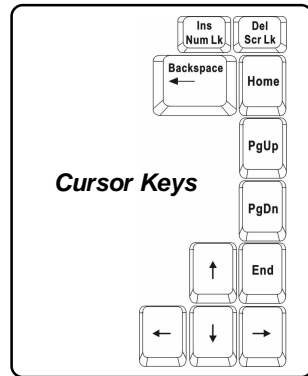 Ins Del
Num Lk Scr Lk
Backspace
← Home
PgUp
Cursor Keys
PgDn
↑ End
← ↓ →